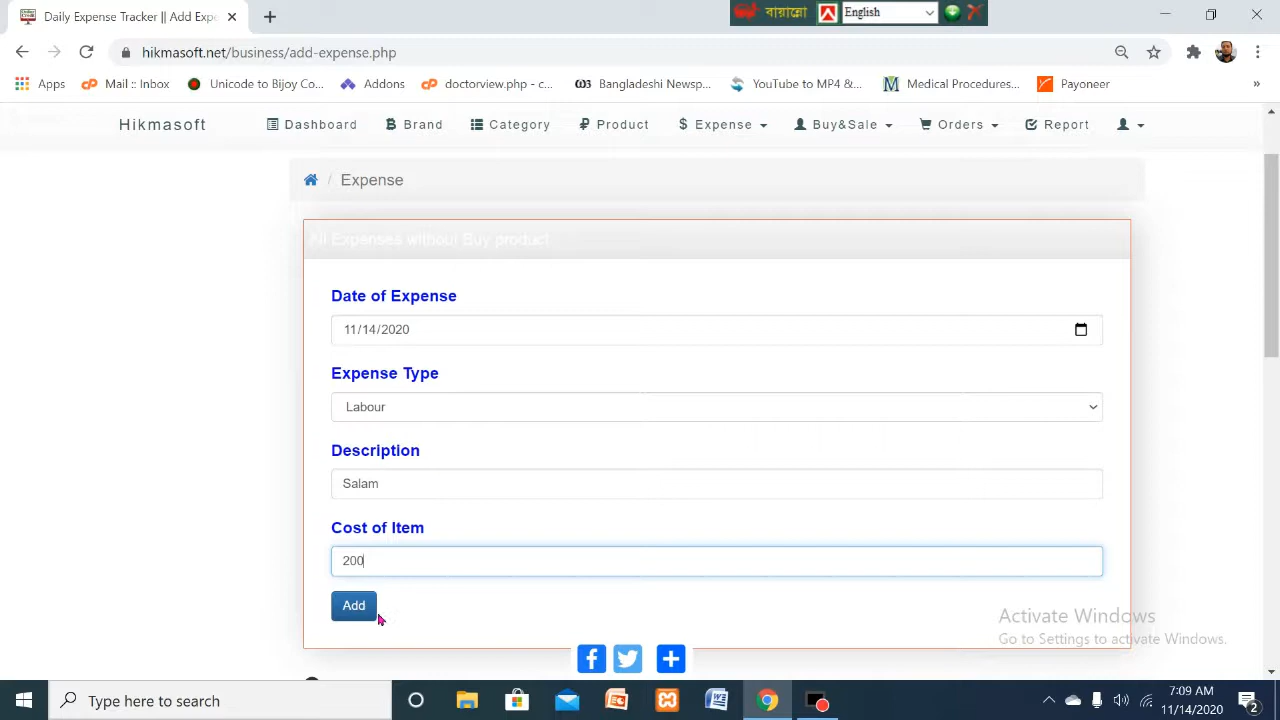 Daily Expense Tracker || Add Expe
বায়ান্নো
English
hikmasoft.net/business/add-expense.php
Apps
Mail :: Inbox
Unicode to Bijoy Co...
Addons
doctorview.php - c...
Bangladeshi Newsp...
YouTube to MP4 &...
Medical Procedures...
Payoneer
»
Hikmasoft
Dashboard
Brand
Category
Product
$ Expense
Buy&Sale
Orders
Report
/ Expense
All Expenses without Buy product
Date of Expense
11/14/2020
Expense Type
Labour
Description
Salam
Cost of Item
200
Add
Activate Windows
Go to Settings to activate Windows.
Type here to search
7:09 AM
11/14/2020
2